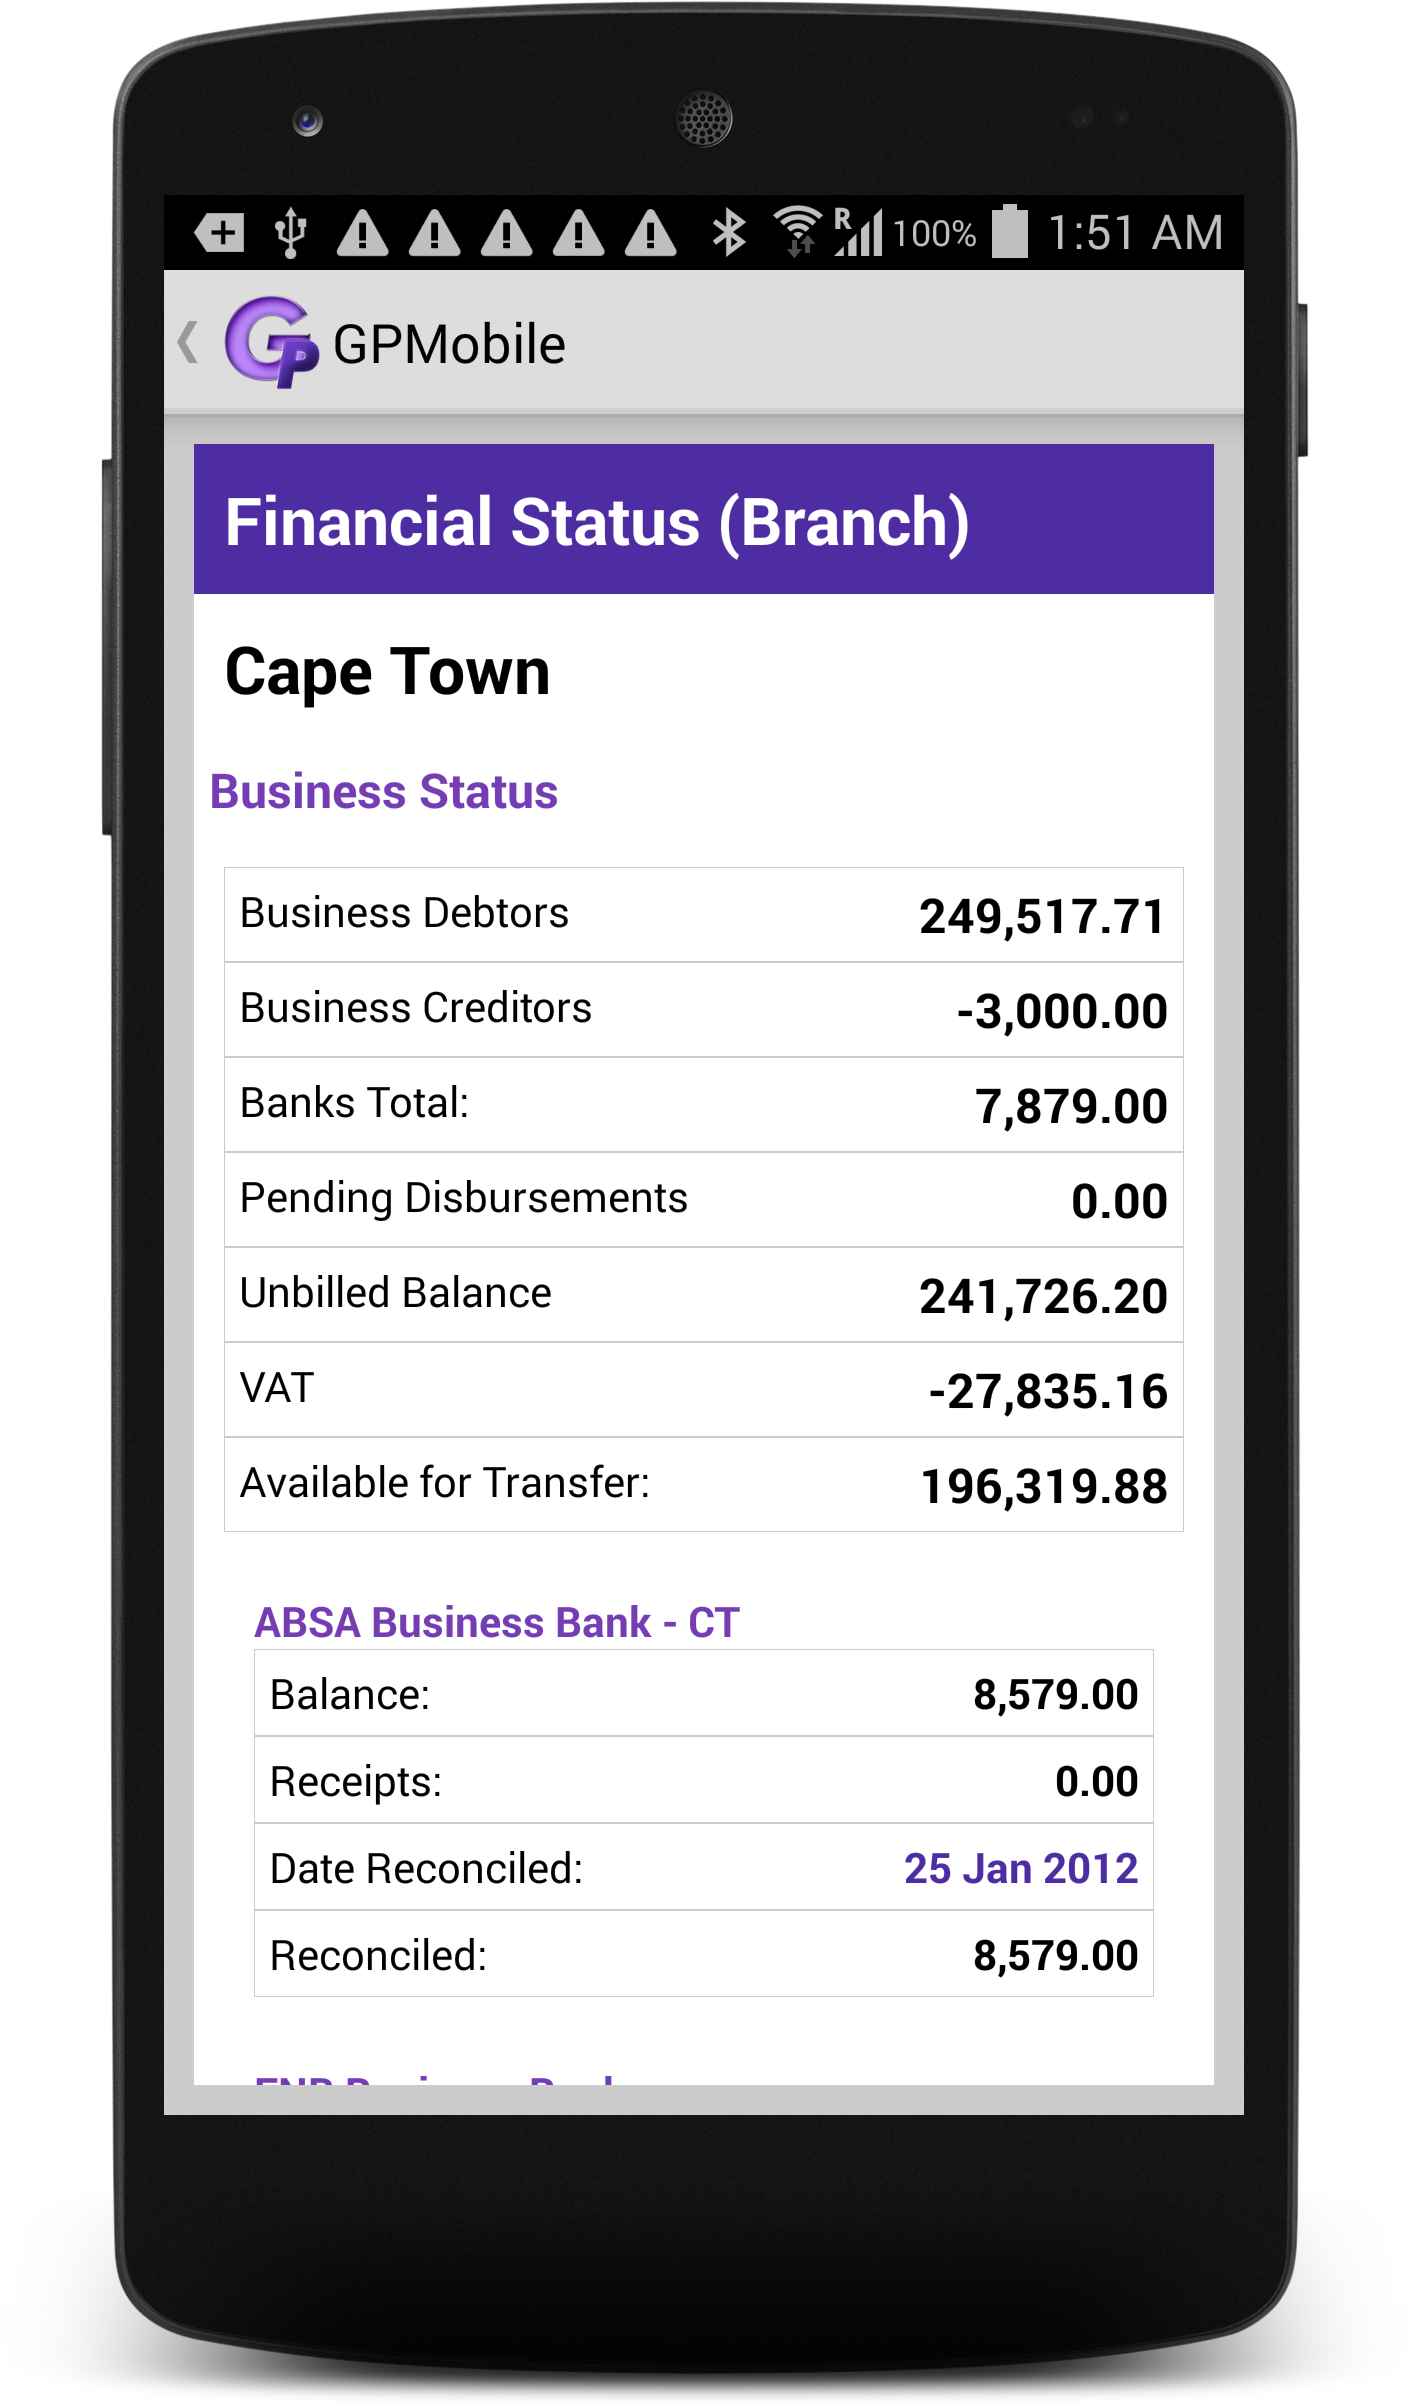 100% 1:51 AM
GPMobile
Financial Status (Branch)
Cape Town
Business Status
Business Debtors 249,517.71
Business Creditors -3,000.00
Banks Total: 7,879.00
Pending Disbursements 0.00
Unbilled Balance 241,726.20
VAT -27,835.16
Available for Transfer: 196,319.88
ABSA Business Bank - CT
Balance: 8,579.00
Receipts: 0.00
Date Reconciled: 25 Jan 2012
Reconciled: 8,579.00